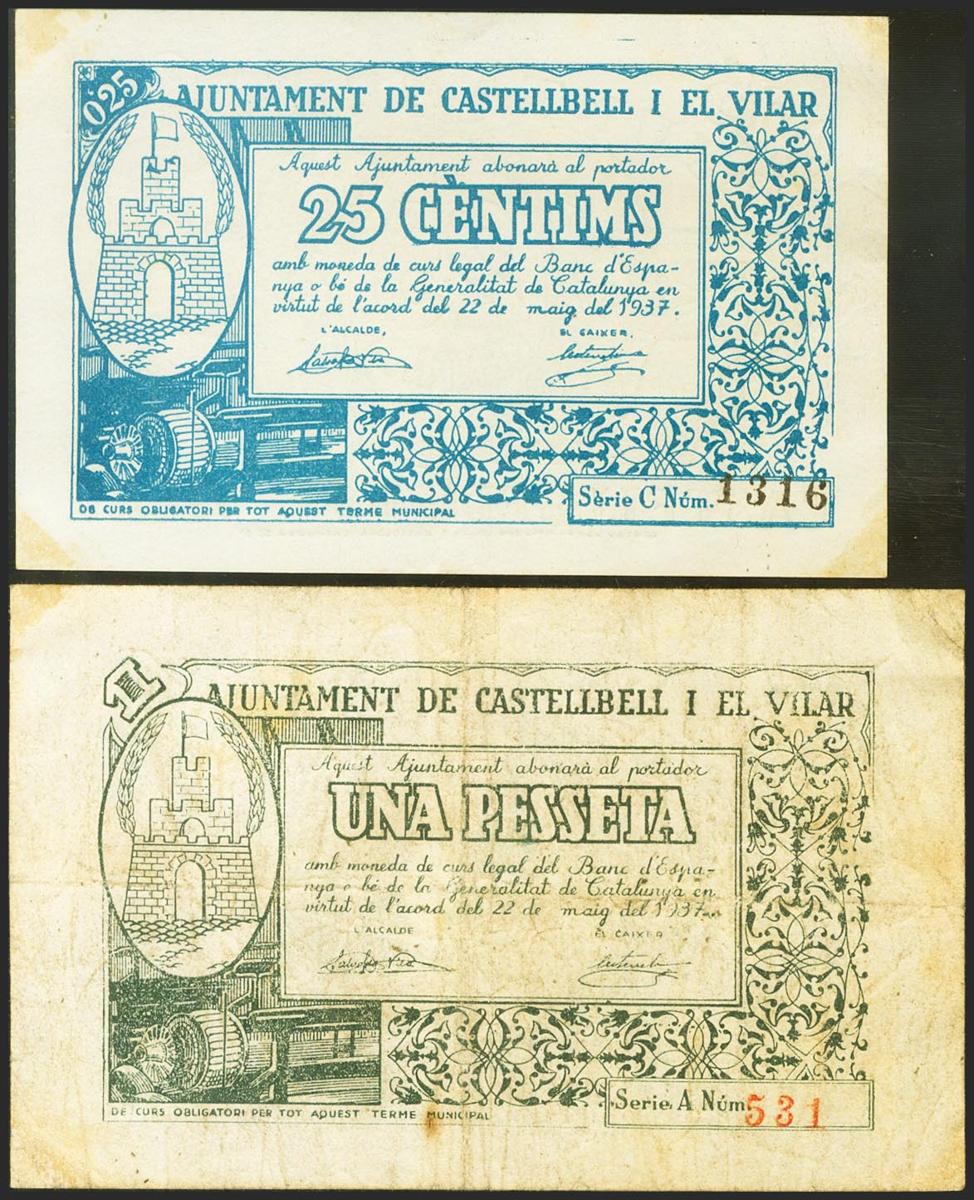 0'25
AJUNTAMENT DE CASTELLBELL I EL VILAR
Aquest Ajuntament abonarà al portador
25 CÈNTIMS
amb moneda de curs legal del Banc d'Espa-
nya o bé de la Generalitat de Catalunya en
virtut de l'acord del 22 de maig del 1937.
L'ALCALDE, EL CAIXER,
Sèrie C Núm. 1316
DE CURS OBLIGATORI PER TOT AQUEST TERME MUNICIPAL
1
AJUNTAMENT DE CASTELLBELL I EL VILAR
Aquest Ajuntament abonarà al portador
UNA PESSETA
amb moneda de curs legal del Banc d'Espa-
nya o bé de la Generalitat de Catalunya en
virtut de l'acord del 22 de maig del 1937.
L'ALCALDE EL CAIXER
Serie A Núm. 531
DE CURS OBLIGATORI PER TOT AQUEST TERME MUNICIPAL